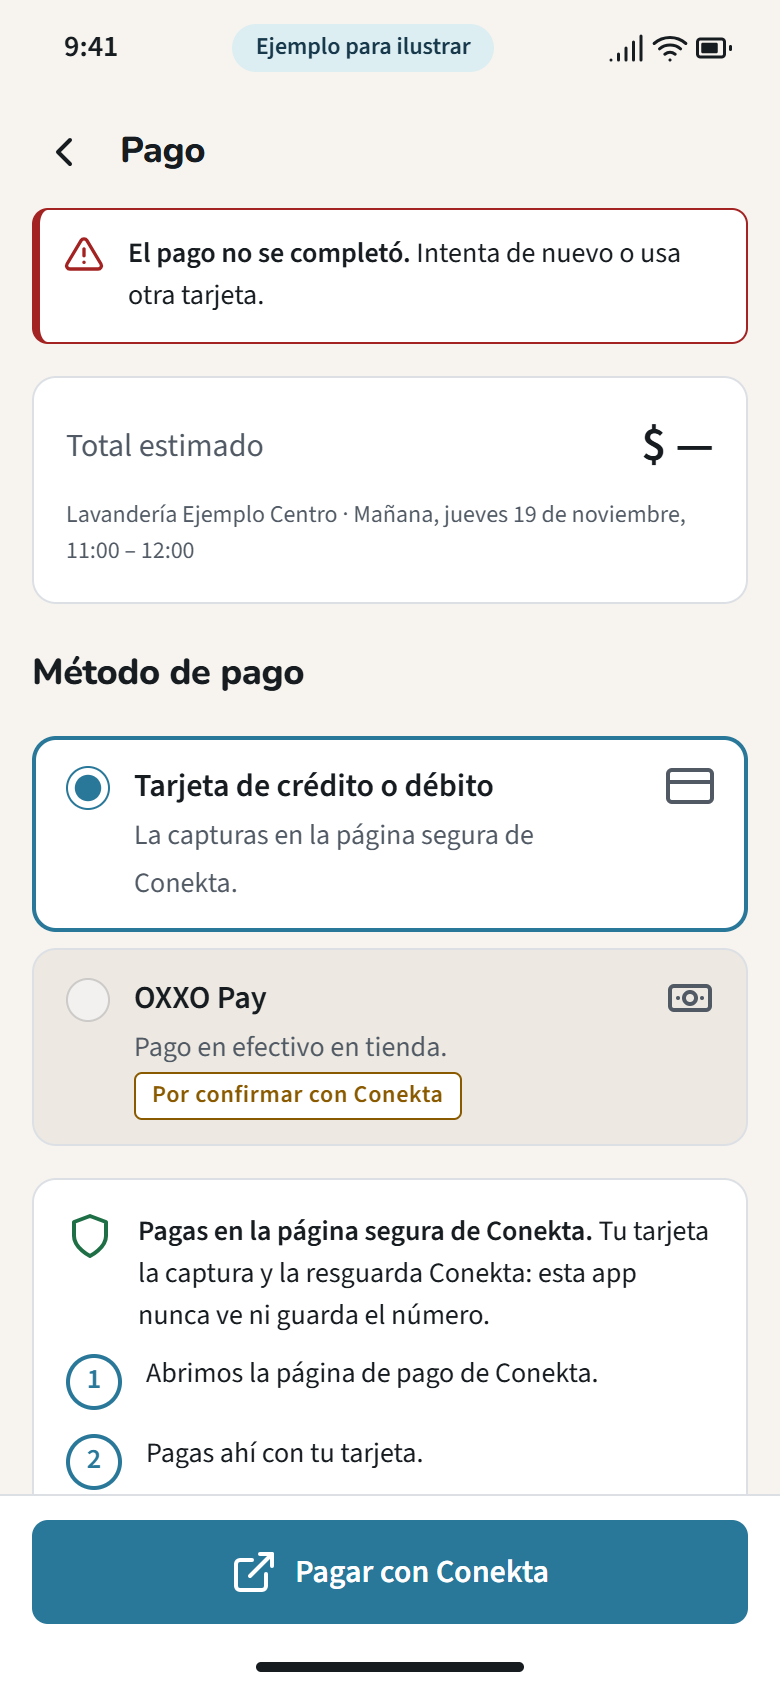 9:41
Ejemplo para ilustrar
Pago
El pago no se completó. Intenta de nuevo o usa
otra tarjeta.
Total estimado
$ —
Lavandería Ejemplo Centro · Mañana, jueves 19 de noviembre,
11:00 – 12:00
Método de pago
Tarjeta de crédito o débito
La capturas en la página segura de
Conekta.
OXXO Pay
Pago en efectivo en tienda.
Por confirmar con Conekta
Pagas en la página segura de Conekta. Tu tarjeta
la captura y la resguarda Conekta: esta app
nunca ve ni guarda el número.
1 Abrimos la página de pago de Conekta.
2 Pagas ahí con tu tarjeta.
Pagar con Conekta